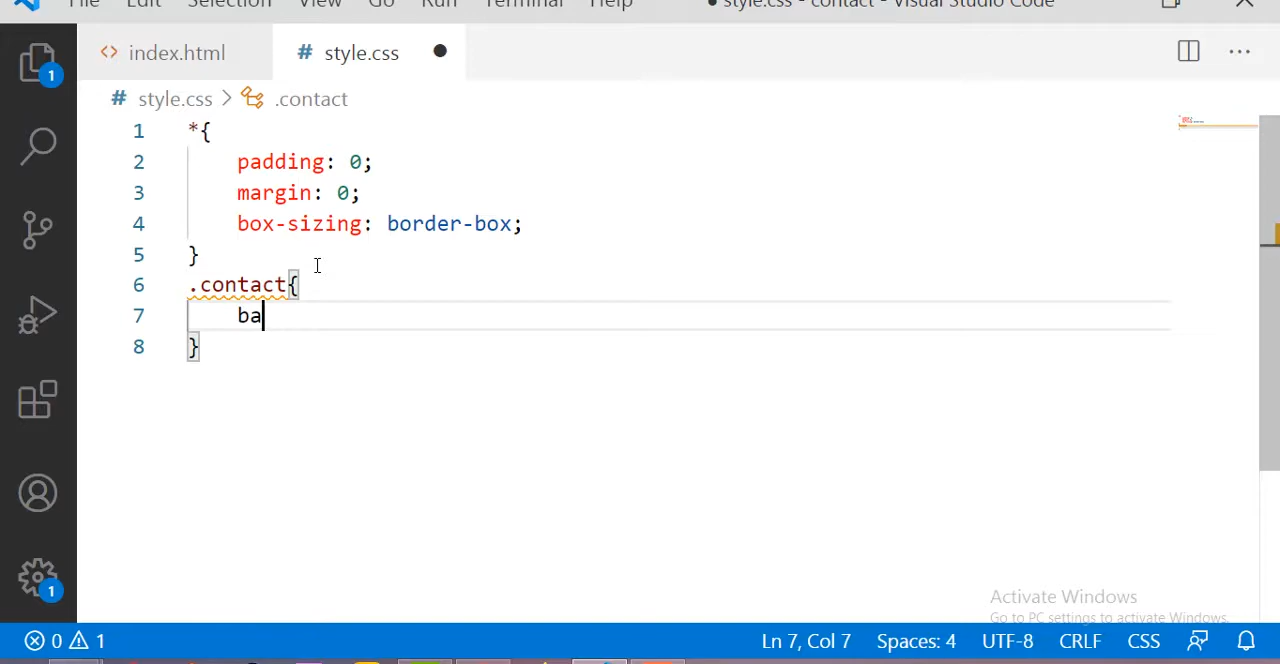 File Edit Selection View Go Run Terminal Help ● style.css - contact - Visual Studio Code
<> index.html # style.css ●
# style.css > .contact
1 *{
2 padding: 0;
3 margin: 0;
4 box-sizing: border-box;
5 }
6 .contact{
7 ba
8 }
1
1
Activate Windows
Go to PC settings to activate Windows.
0 1 Ln 7, Col 7 Spaces: 4 UTF-8 CRLF CSS